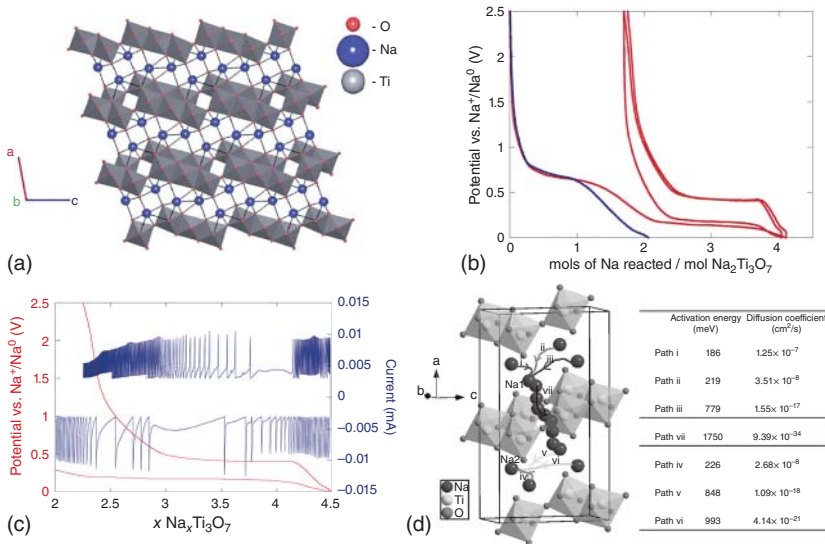 (a)
- O
- Na
- Ti
a
b
c
(b)
Potential vs. Na⁺/Na⁰ (V)
2.5
2
1.5
1
0.5
0
0 1 2 3 4
mols of Na reacted / mol Na₂Ti₃O₇
(c)
Potential vs. Na⁺/Na⁰ (V)
2.5
2
1.5
1
0.5
0
2 2.5 3 3.5 4 4.5
x NaₓTi₃O₇
0.015
0.010
0.005
0
−0.005
−0.010
−0.015
Current (mA)
(d)
a
b
c
i
ii
iii
Na1
vii
Na2
v
vi
iv
Na
Ti
O
Activation energy Diffusion coefficient
(meV) (cm²/s)
Path i 186 1.25× 10⁻⁷
Path ii 219 3.51× 10⁻⁸
Path iii 779 1.55× 10⁻¹⁷
Path vii 1750 9.39× 10⁻³⁴
Path iv 226 2.68× 10⁻⁸
Path v 848 1.09× 10⁻¹⁸
Path vi 993 4.14× 10⁻²¹